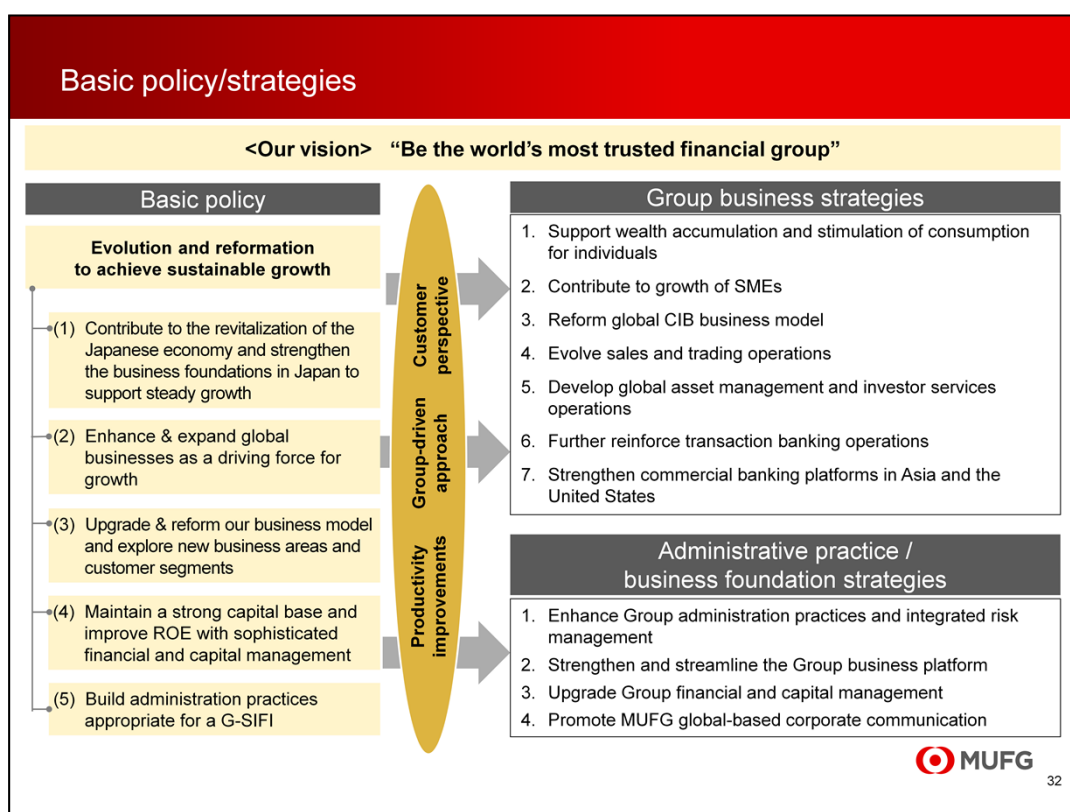 Basic policy/strategies
<Our vision> “Be the world’s most trusted financial group”
Basic policy
Evolution and reformation
to achieve sustainable growth
(1) Contribute to the revitalization of the
Japanese economy and strengthen
the business foundations in Japan to
support steady growth
(2) Enhance & expand global
businesses as a driving force for
growth
(3) Upgrade & reform our business model
and explore new business areas and
customer segments
(4) Maintain a strong capital base and
improve ROE with sophisticated
financial and capital management
(5) Build administration practices
appropriate for a G-SIFI
Customer
perspective
Group-driven
approach
Productivity
improvements
Group business strategies
1. Support wealth accumulation and stimulation of consumption
for individuals
2. Contribute to growth of SMEs
3. Reform global CIB business model
4. Evolve sales and trading operations
5. Develop global asset management and investor services
operations
6. Further reinforce transaction banking operations
7. Strengthen commercial banking platforms in Asia and the
United States
Administrative practice /
business foundation strategies
1. Enhance Group administration practices and integrated risk
management
2. Strengthen and streamline the Group business platform
3. Upgrade Group financial and capital management
4. Promote MUFG global-based corporate communication
MUFG
32